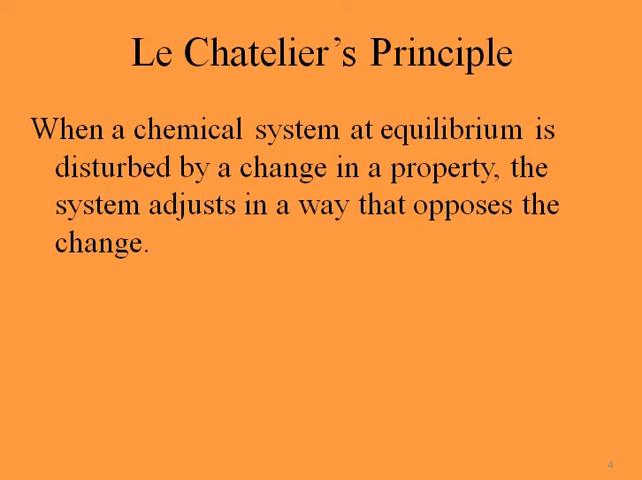 Le Chatelier’s Principle
When a chemical system at equilibrium is
disturbed by a change in a property, the
system adjusts in a way that opposes the
change.
4